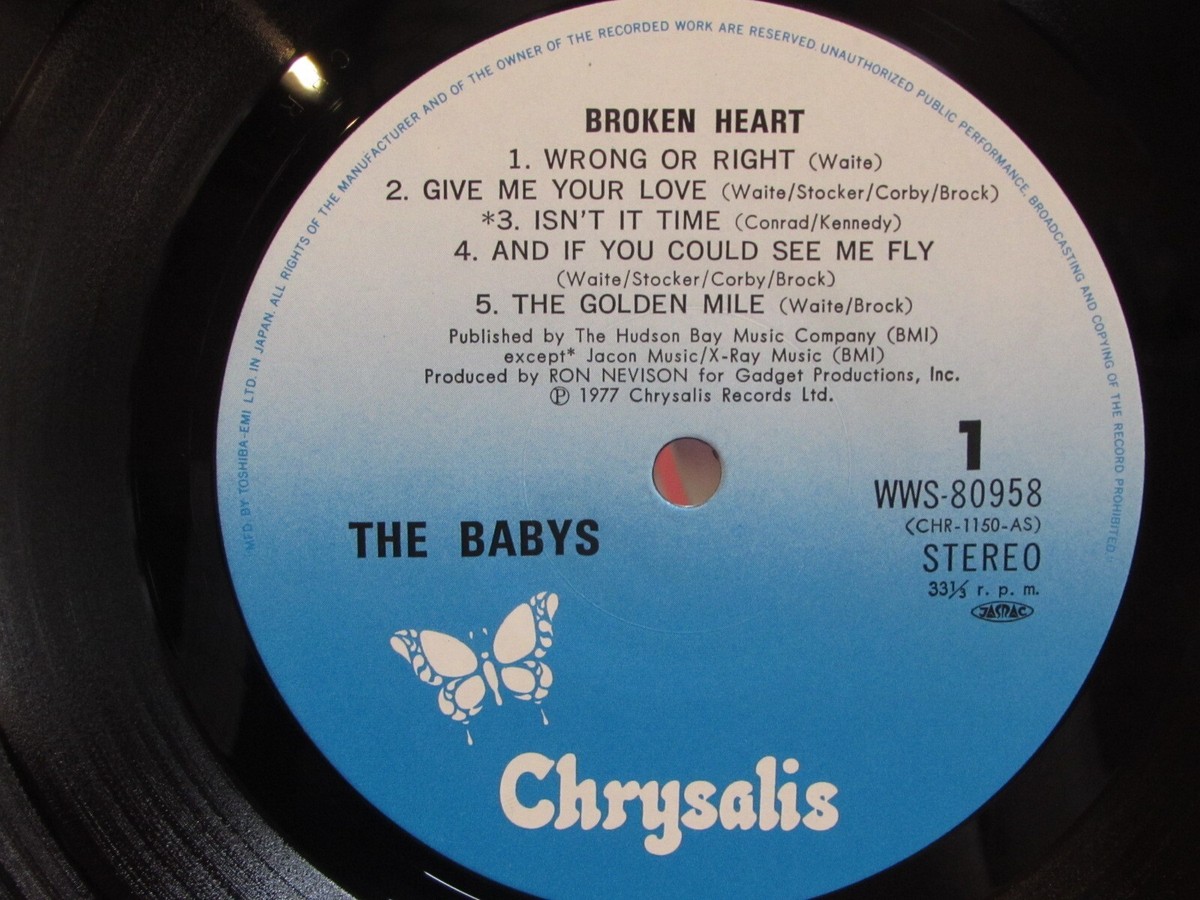 MFD. BY TOSHIBA-EMI LTD. IN JAPAN. ALL RIGHTS OF THE MANUFACTURER AND OF THE OWNER OF THE RECORDED WORK ARE RESERVED. UNAUTHORIZED PUBLIC PERFORMANCE, BROADCASTING AND COPYING OF THE RECORD PROHIBITED.
BROKEN HEART
1. WRONG OR RIGHT (Waite)
2. GIVE ME YOUR LOVE (Waite/Stocker/Corby/Brock)
*3. ISN'T IT TIME (Conrad/Kennedy)
4. AND IF YOU COULD SEE ME FLY
(Waite/Stocker/Corby/Brock)
5. THE GOLDEN MILE (Waite/Brock)
Published by The Hudson Bay Music Company (BMI)
except* Jacon Music/X-Ray Music (BMI)
Produced by RON NEVISON for Gadget Productions, Inc.
Ⓟ 1977 Chrysalis Records Ltd.
1
WWS-80958
(CHR-1150-AS)
STEREO
33⅓ r. p. m.
JASRAC
THE BABYS
Chrysalis